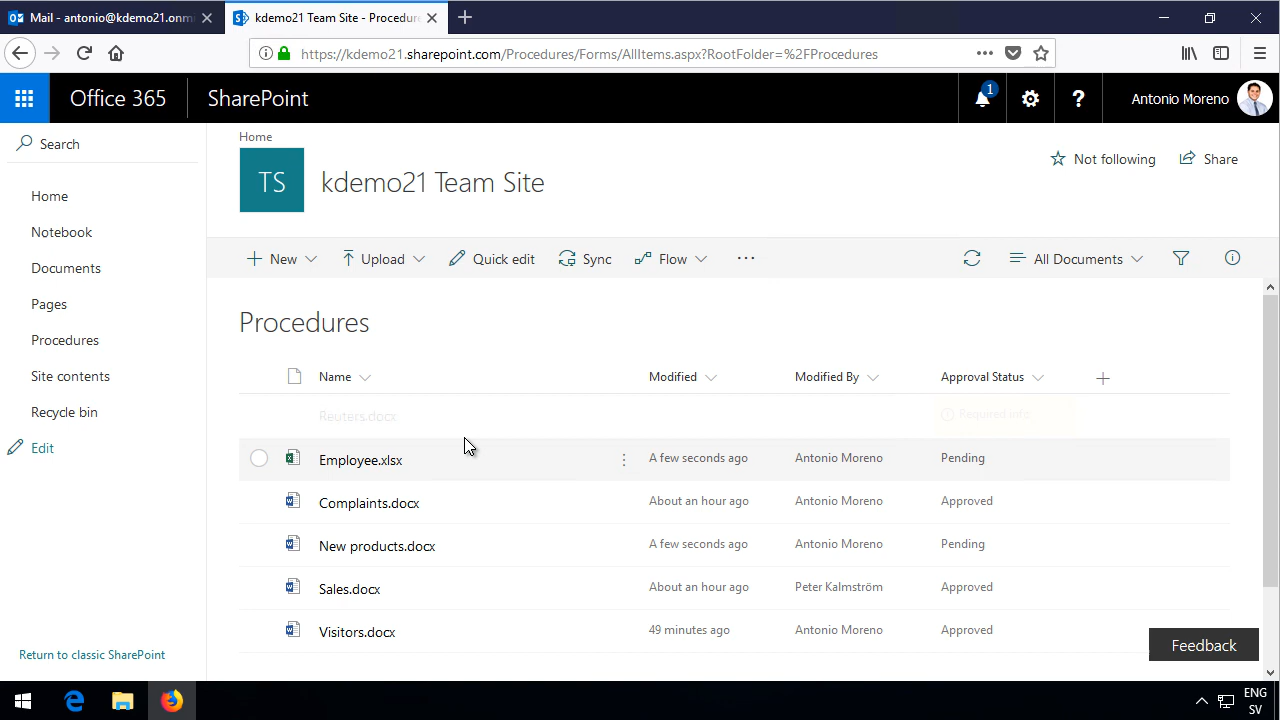 Mail - antonio@kdemo21.onm
kdemo21 Team Site - Procedure
https://kdemo21.sharepoint.com/Procedures/Forms/AllItems.aspx?RootFolder=%2FProcedures
Office 365
SharePoint
1
?
Antonio Moreno
Search
Home
Notebook
Documents
Pages
Procedures
Site contents
Recycle bin
Edit
Return to classic SharePoint
Home
TS
kdemo21 Team Site
Not following
Share
New
Upload
Quick edit
Sync
Flow
All Documents
Procedures
Name Modified Modified By Approval Status
Reuters.docx Required info
Employee.xlsx A few seconds ago Antonio Moreno Pending
Complaints.docx About an hour ago Antonio Moreno Approved
New products.docx A few seconds ago Antonio Moreno Pending
Sales.docx About an hour ago Peter Kalmström Approved
Visitors.docx 49 minutes ago Antonio Moreno Approved
Feedback
ENG
SV